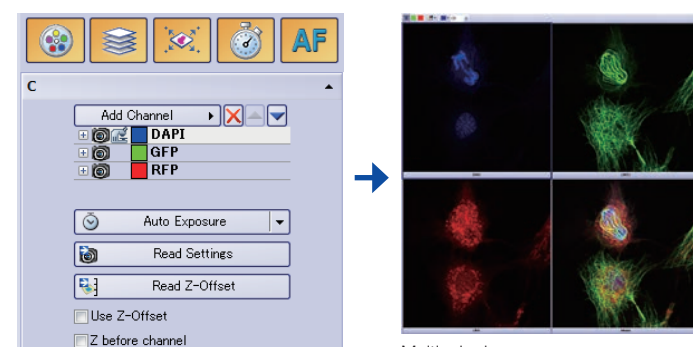 AF
C
Add Channel
DAPI
GFP
RFP
Auto Exposure
Read Settings
Read Z-Offset
Use Z-Offset
Z before channel